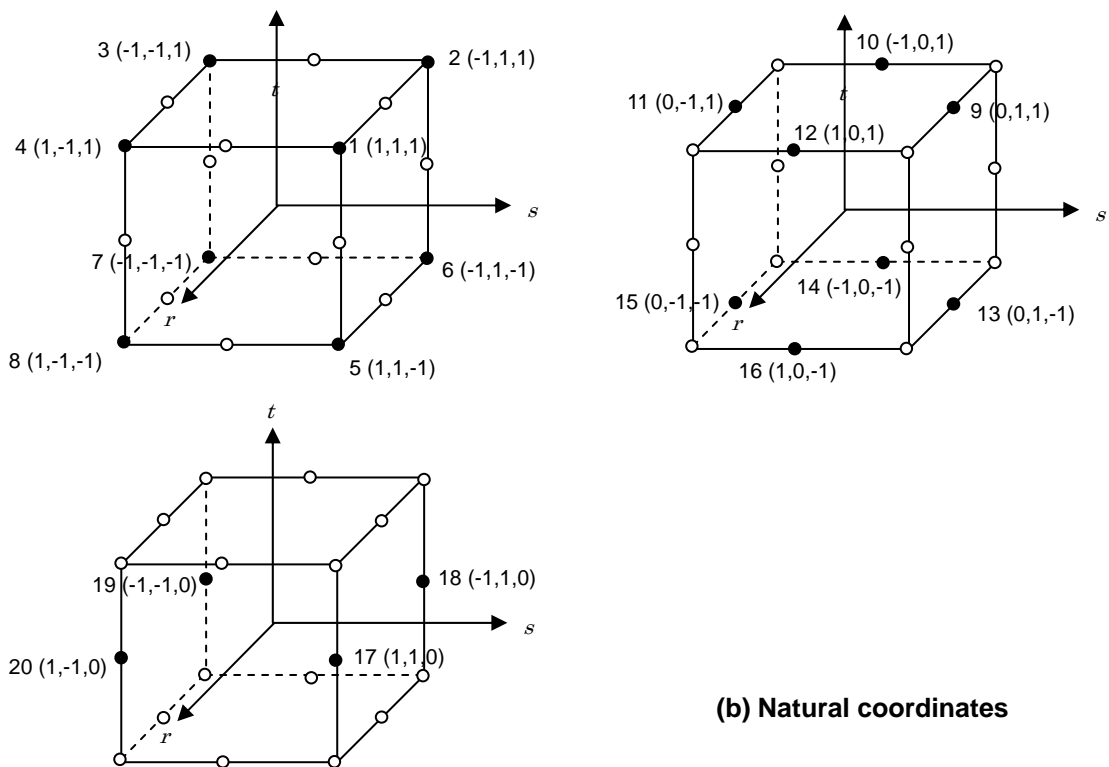 3 (-1,-1,1)
2 (-1,1,1)
t
4 (1,-1,1)
1 (1,1,1)
s
7 (-1,-1,-1)
6 (-1,1,-1)
r
8 (1,-1,-1)
5 (1,1,-1)
10 (-1,0,1)
t
11 (0,-1,1)
9 (0,1,1)
12 (1,0,1)
s
14 (-1,0,-1)
15 (0,-1,-1)
13 (0,1,-1)
r
16 (1,0,-1)
t
19 (-1,-1,0)
18 (-1,1,0)
s
20 (1,-1,0)
17 (1,1,0)
r
(b) Natural coordinates